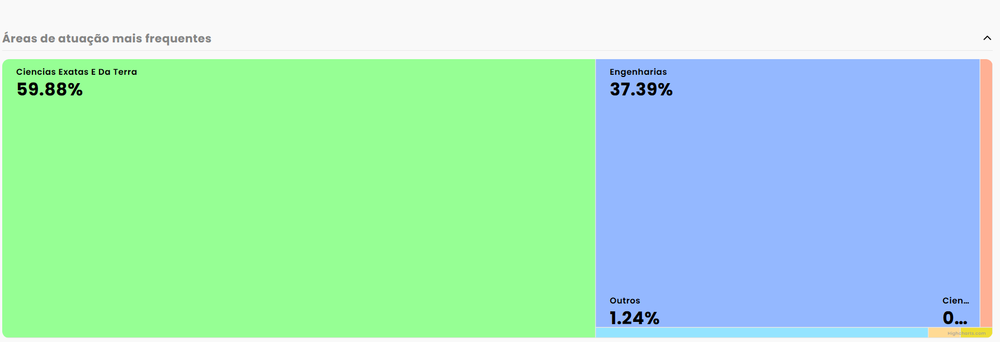 Áreas de atuação mais frequentes
Ciencias Exatas E Da Terra
59.88%
Engenharias
37.39%
Outros
1.24%
Cien...
0...
Highcharts.com